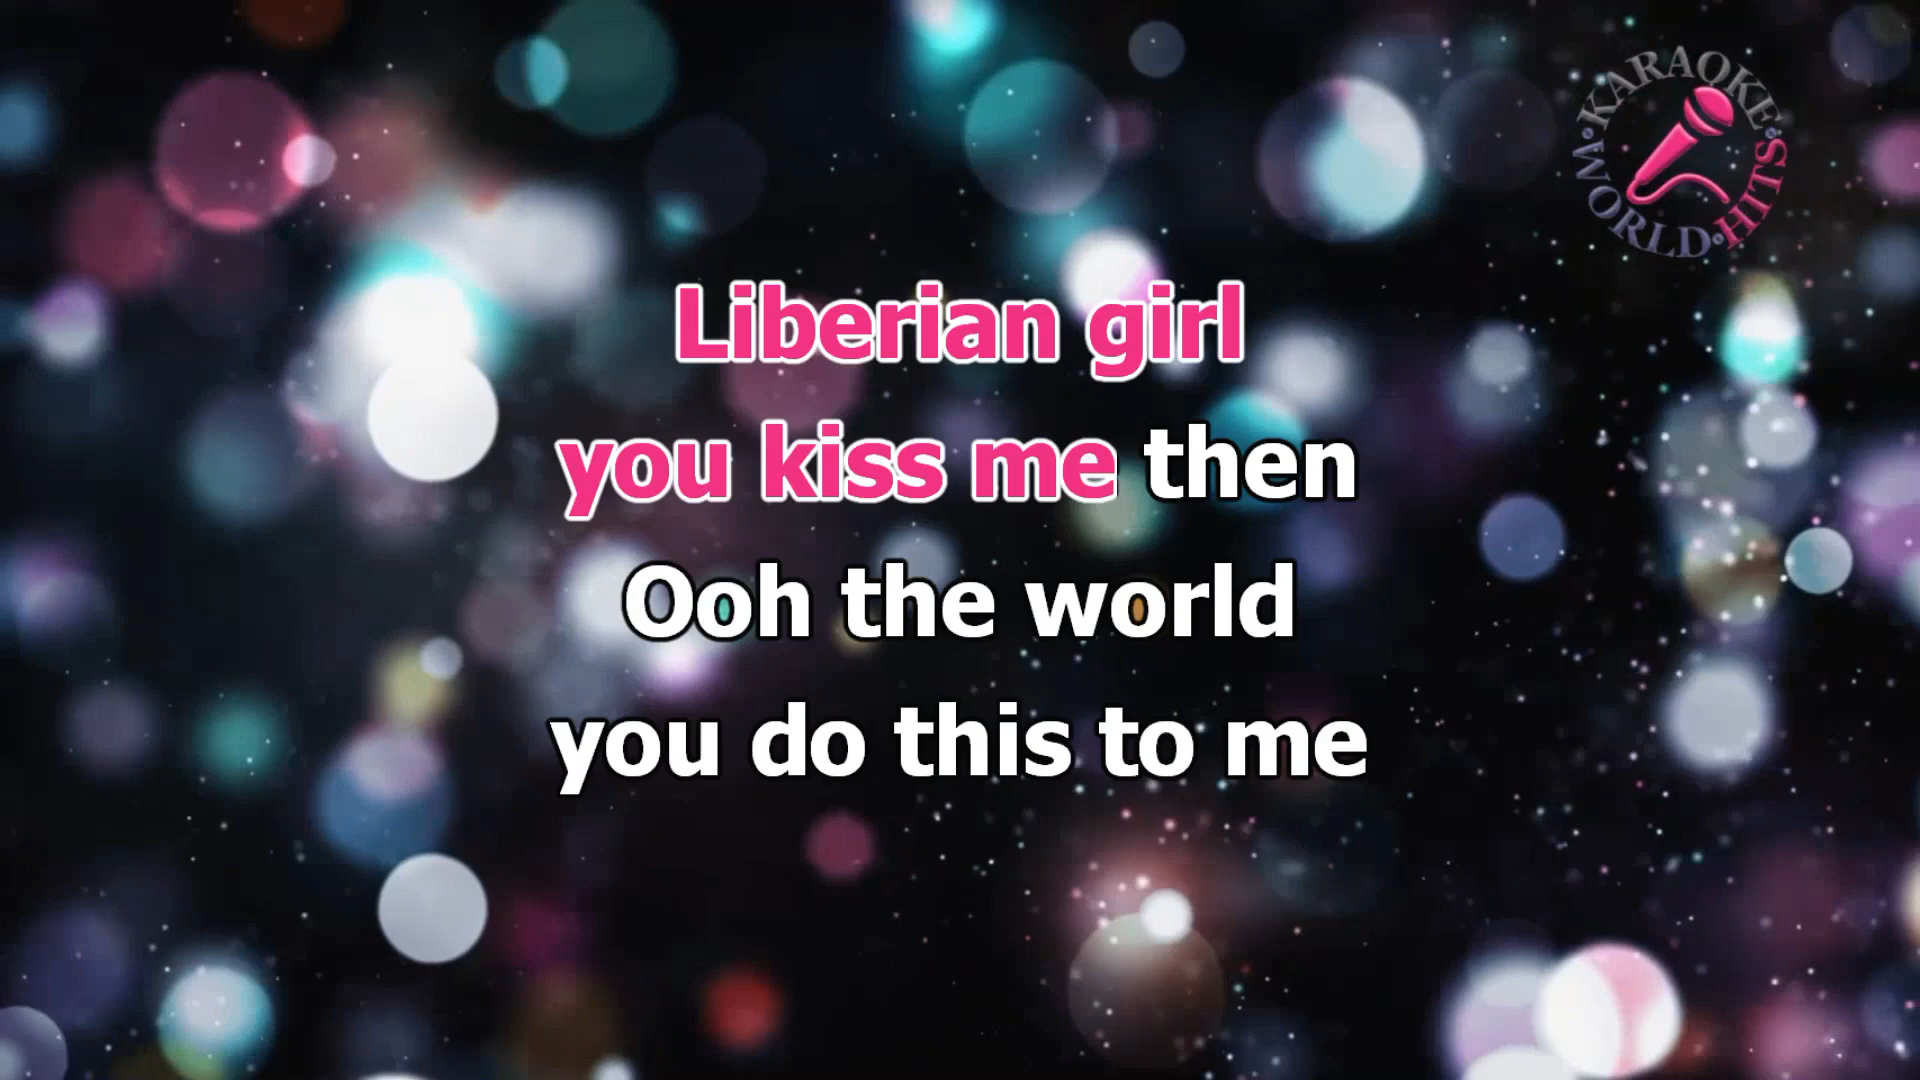 KARAOKE
WORLD HITS
Liberian girl
you kiss me then
Ooh the world
you do this to me